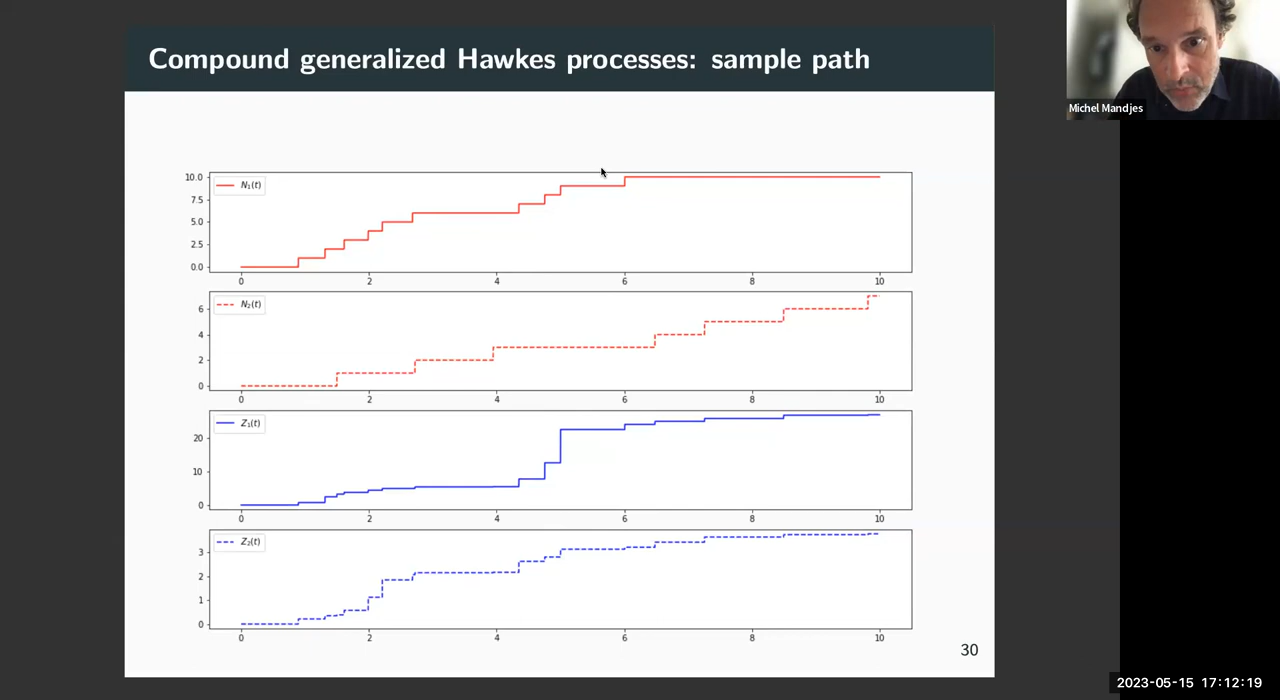 Compound generalized Hawkes processes: sample path
Michel Mandjes
N₁(t)
10.0
7.5
5.0
2.5
0.0
0 2 4 6 8 10
N₂(t)
6
4
2
0
0 2 4 6 8 10
Z₁(t)
20
10
0
0 2 4 6 8 10
Z₂(t)
3
2
1
0
0 2 4 6 8 10
30
2023-05-15 17:12:19